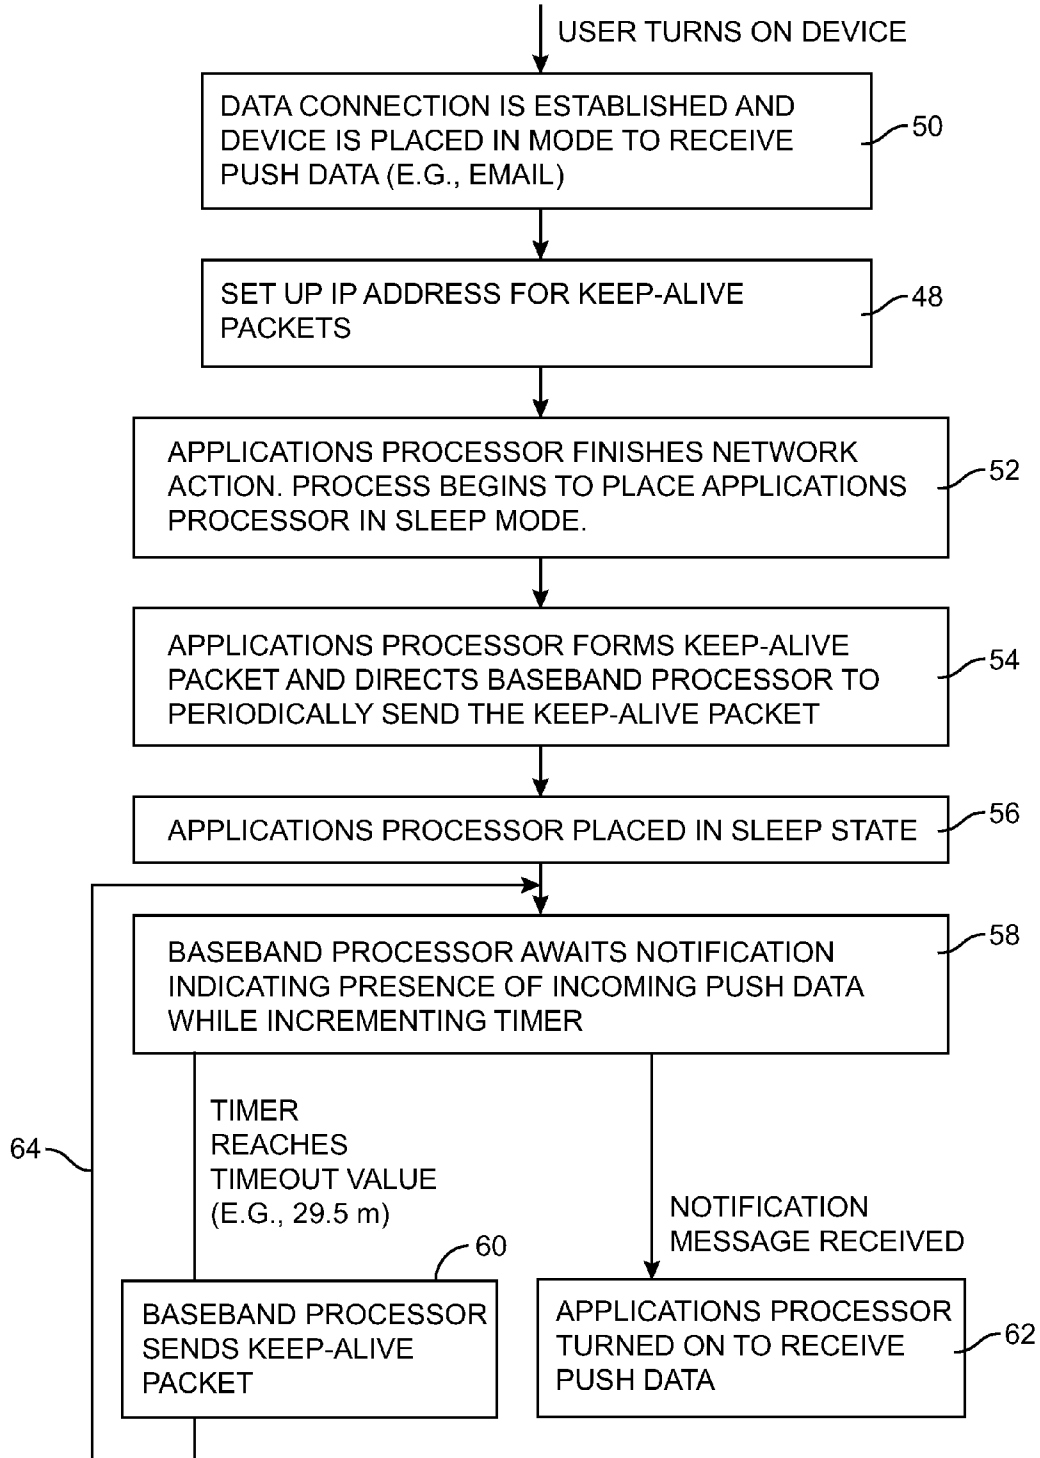 USER TURNS ON DEVICE
DATA CONNECTION IS ESTABLISHED AND
DEVICE IS PLACED IN MODE TO RECEIVE
PUSH DATA (E.G., EMAIL)
50
SET UP IP ADDRESS FOR KEEP-ALIVE
PACKETS
48
APPLICATIONS PROCESSOR FINISHES NETWORK
ACTION. PROCESS BEGINS TO PLACE APPLICATIONS
PROCESSOR IN SLEEP MODE.
52
APPLICATIONS PROCESSOR FORMS KEEP-ALIVE
PACKET AND DIRECTS BASEBAND PROCESSOR TO
PERIODICALLY SEND THE KEEP-ALIVE PACKET
54
APPLICATIONS PROCESSOR PLACED IN SLEEP STATE
56
BASEBAND PROCESSOR AWAITS NOTIFICATION
INDICATING PRESENCE OF INCOMING PUSH DATA
WHILE INCREMENTING TIMER
58
64
TIMER
REACHES
TIMEOUT VALUE
(E.G., 29.5 m)
NOTIFICATION
MESSAGE RECEIVED
60
BASEBAND PROCESSOR
SENDS KEEP-ALIVE
PACKET
APPLICATIONS PROCESSOR
TURNED ON TO RECEIVE
PUSH DATA
62